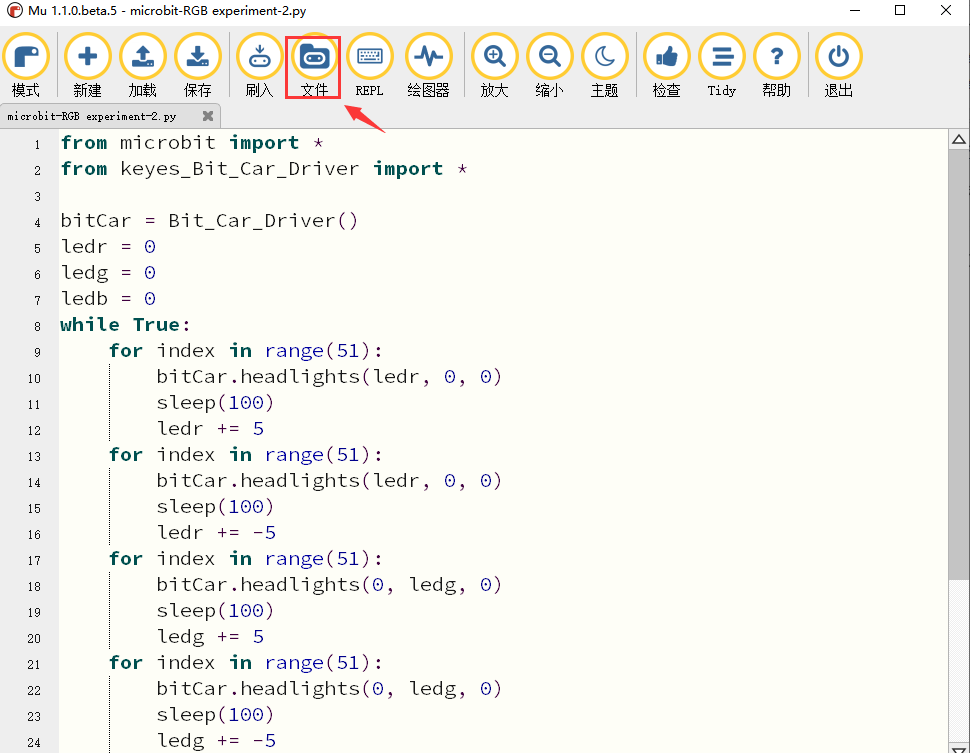 Mu 1.1.0.beta.5 - microbit-RGB experiment-2.py
模式 新建 加载 保存 刷入 文件 REPL 绘图器 放大 缩小 主题 检查 Tidy 帮助 退出
microbit-RGB experiment-2.py
1 from microbit import *
2 from keyes_Bit_Car_Driver import *
3
4 bitCar = Bit_Car_Driver()
5 ledr = 0
6 ledg = 0
7 ledb = 0
8 while True:
9     for index in range(51):
10         bitCar.headlights(ledr, 0, 0)
11         sleep(100)
12         ledr += 5
13     for index in range(51):
14         bitCar.headlights(ledr, 0, 0)
15         sleep(100)
16         ledr += -5
17     for index in range(51):
18         bitCar.headlights(0, ledg, 0)
19         sleep(100)
20         ledg += 5
21     for index in range(51):
22         bitCar.headlights(0, ledg, 0)
23         sleep(100)
24         ledg += -5